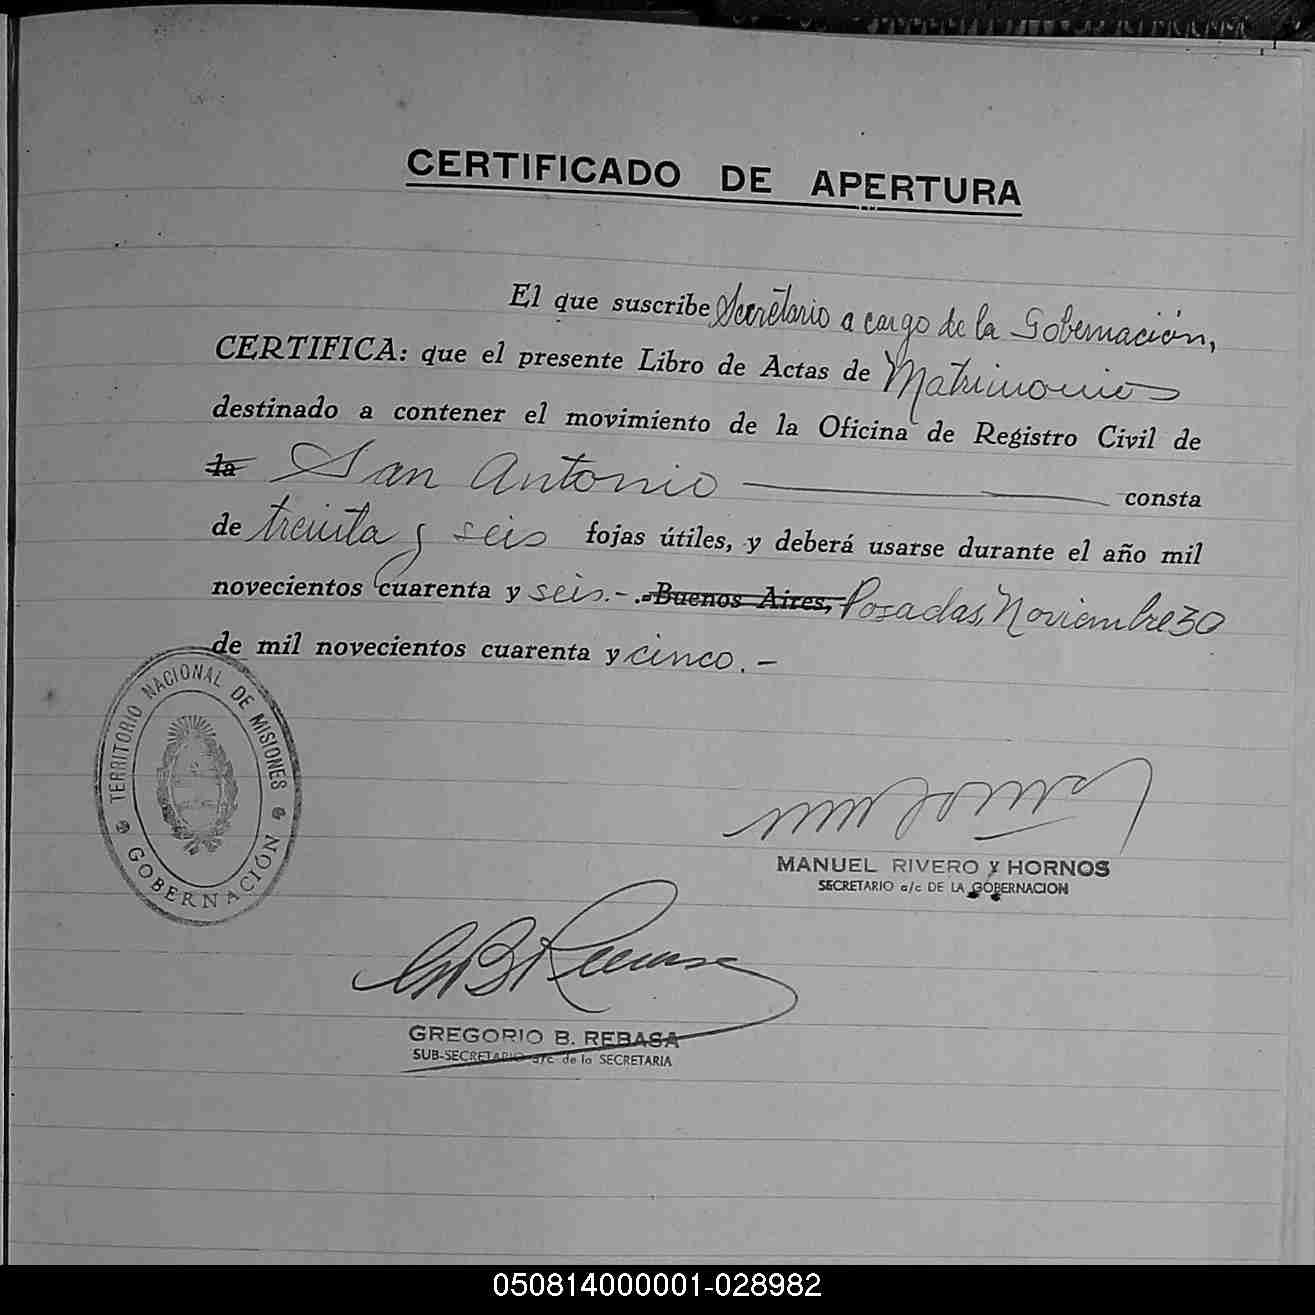 CERTIFICADO DE APERTURA
El que suscribe Secretario a cargo de la Gobernación,
CERTIFICA: que el presente Libro de Actas de Matrimonios
destinado a contener el movimiento de la Oficina de Registro Civil de
la San Antonio consta
de treinta y seis fojas útiles, y deberá usarse durante el año mil
novecientos cuarenta y seis.- .-Buenos Aires, Posadas, Noviembre 30
de mil novecientos cuarenta y cinco.-
TERRITORIO NACIONAL DE MISIONES
GOBERNACIÓN
MANUEL RIVERO y HORNOS
SECRETARIO a/c DE LA GOBERNACION
GREGORIO B. REBASA
SUB-SECRETARIO a/c. de la SECRETARIA
050814000001-028982